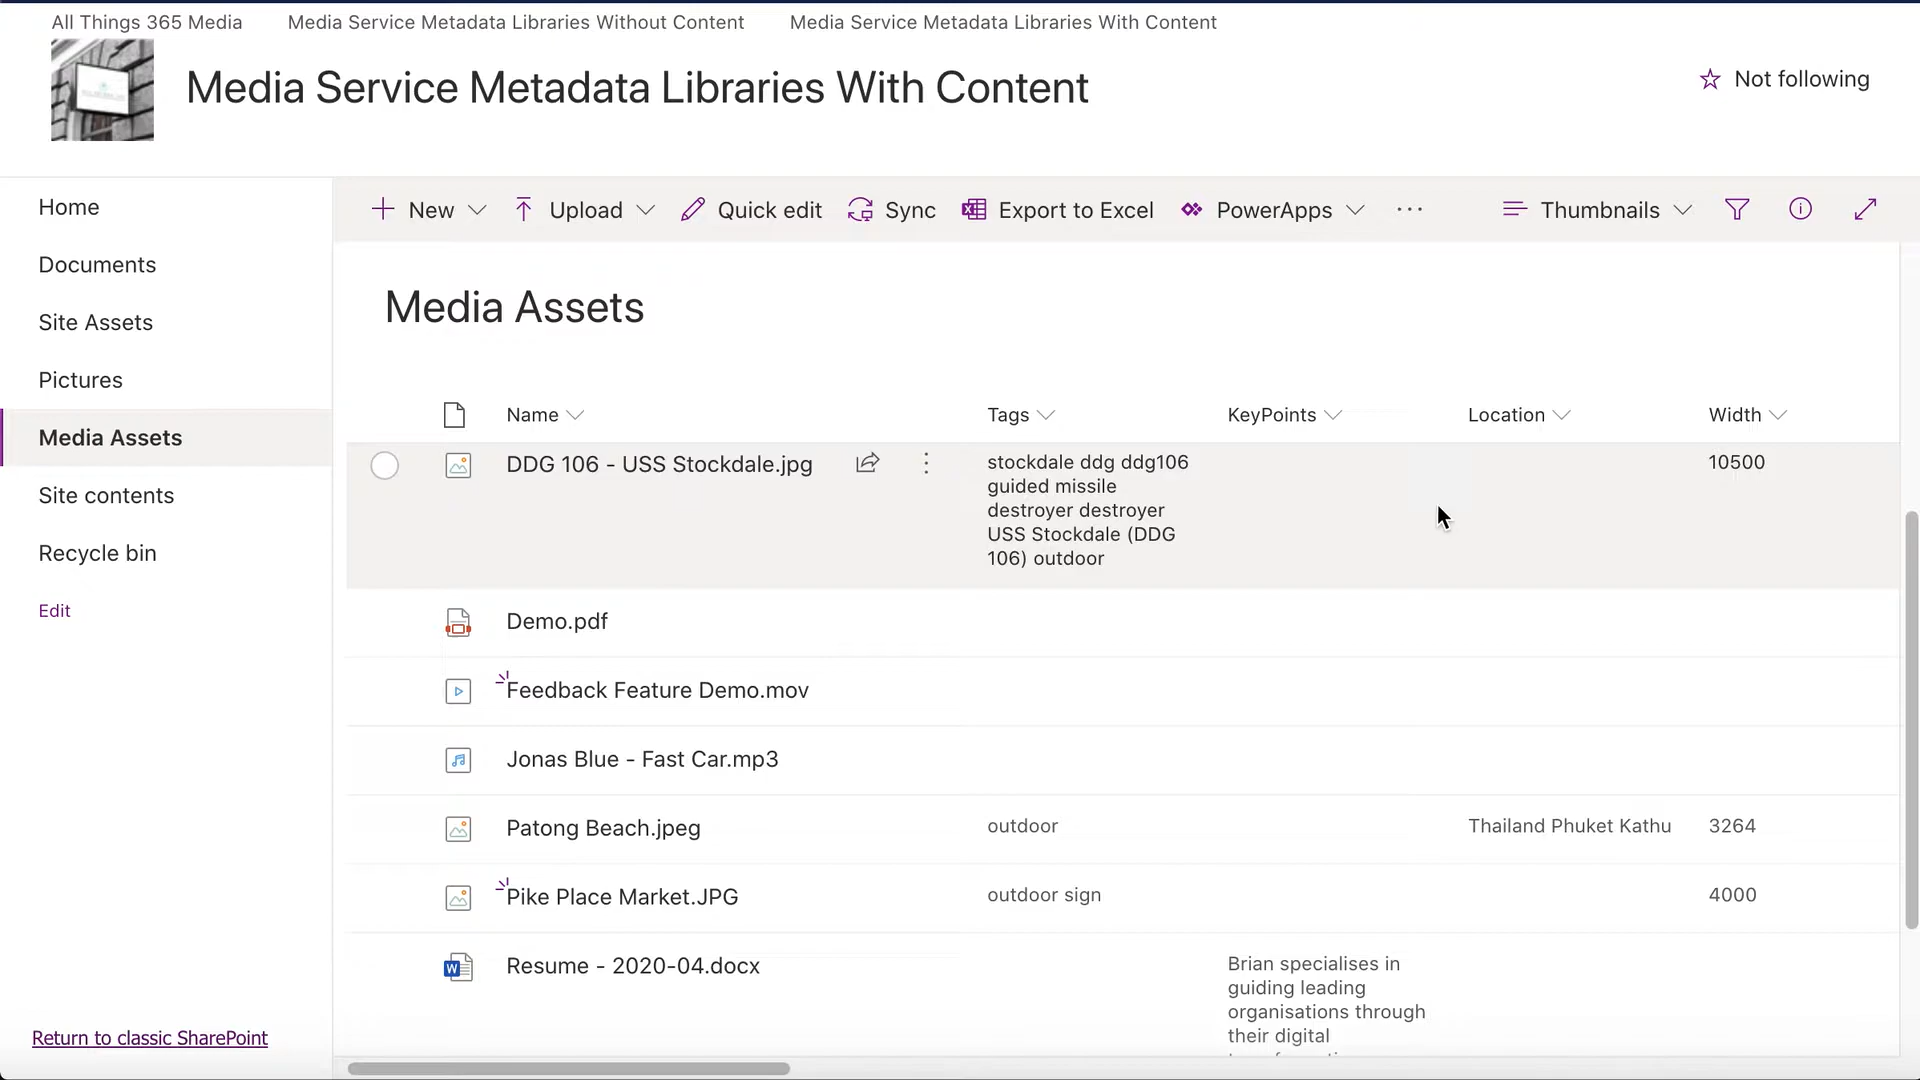 All Things 365 Media Media Service Metadata Libraries Without Content Media Service Metadata Libraries With Content
Media Service Metadata Libraries With Content
Not following
Home
Documents
Site Assets
Pictures
Media Assets
Site contents
Recycle bin
Edit
Return to classic SharePoint
New Upload Quick edit Sync Export to Excel PowerApps ··· Thumbnails
Media Assets
Name Tags KeyPoints Location Width
DDG 106 - USS Stockdale.jpg
stockdale ddg ddg106
guided missile
destroyer destroyer
USS Stockdale (DDG
106) outdoor
10500
Demo.pdf
Feedback Feature Demo.mov
Jonas Blue - Fast Car.mp3
Patong Beach.jpeg outdoor Thailand Phuket Kathu 3264
Pike Place Market.JPG outdoor sign 4000
Resume - 2020-04.docx
Brian specialises in
guiding leading
organisations through
their digital